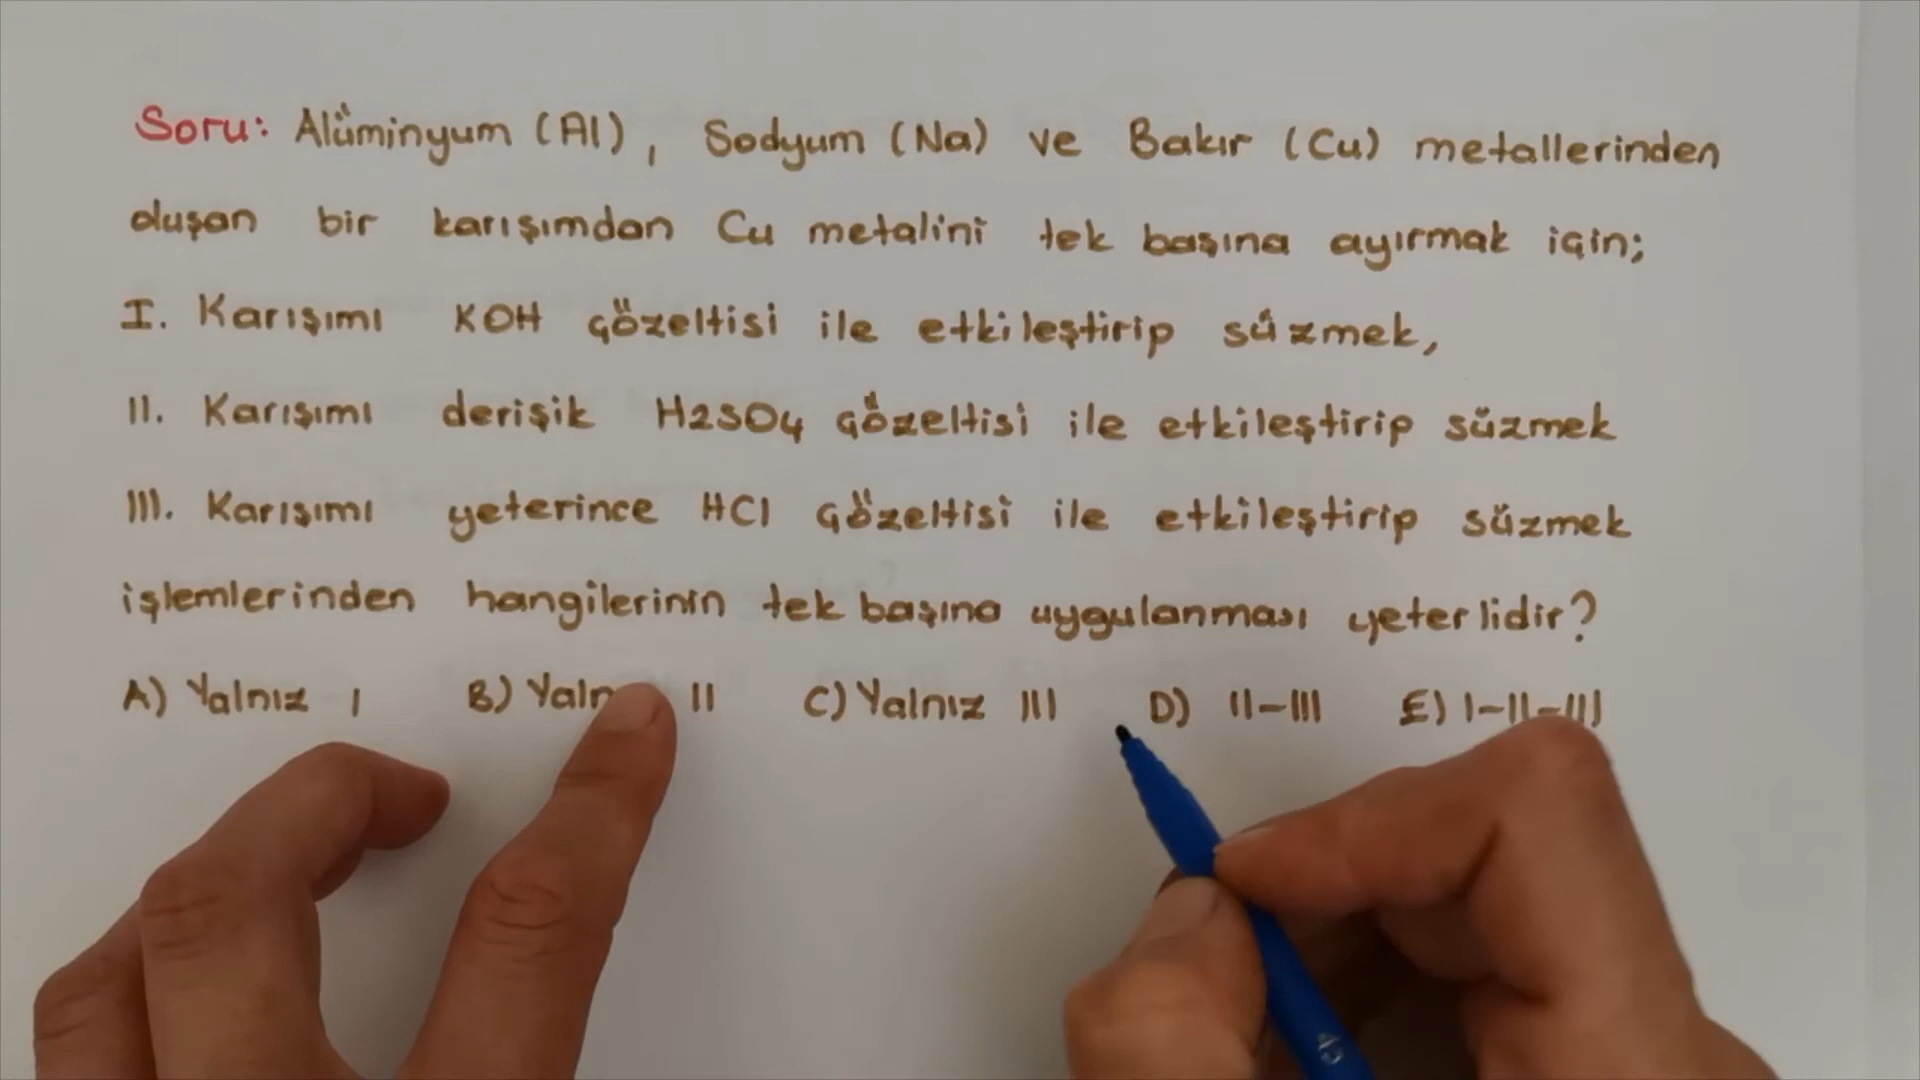 Soru: Alüminyum (Al), Sodyum (Na) ve Bakır (Cu) metallerinden
oluşan bir karışımdan Cu metalini tek başına ayırmak için;
I. Karışımı KOH çözeltisi ile etkileştirip süzmek,
II. Karışımı derişik H2SO4 çözeltisi ile etkileştirip süzmek
III. Karışımı yeterince HCl çözeltisi ile etkileştirip süzmek
işlemlerinden hangilerinin tek başına uygulanması yeterlidir?
A) Yalnız I B) II C) Yalnız III D) II-III E) I-II-III